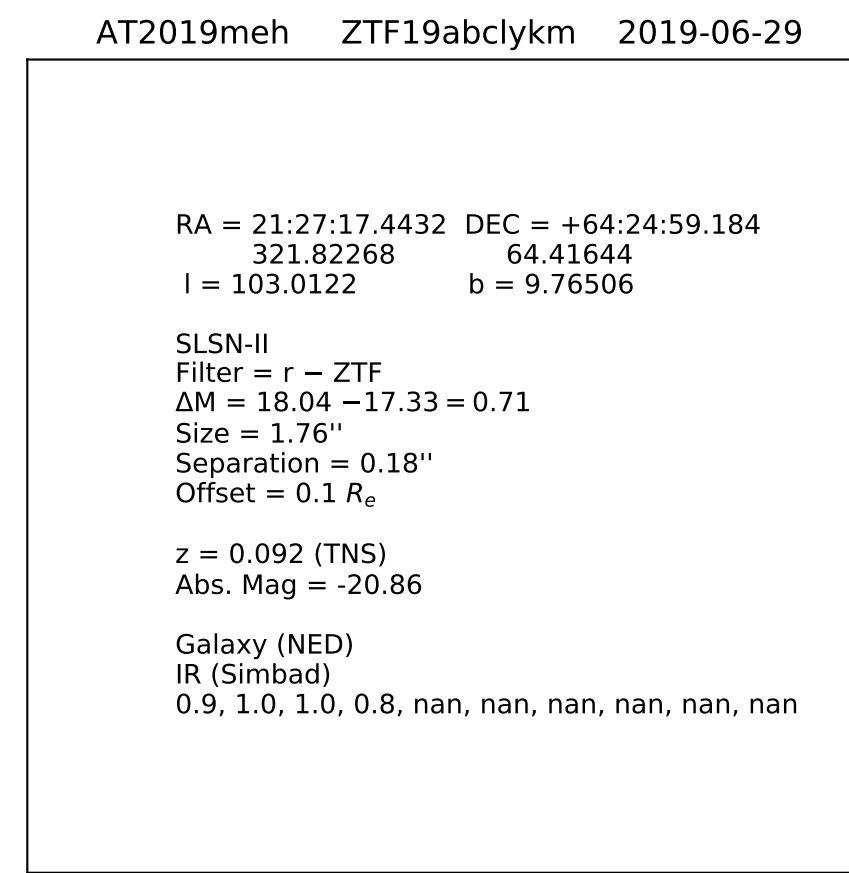 AT2019meh ZTF19abclykm 2019-06-29
RA = 21:27:17.4432 DEC = +64:24:59.184
321.82268 64.41644
l = 103.0122 b = 9.76506
SLSN-II
Filter = r − ZTF
ΔM = 18.04 −17.33 = 0.71
Size = 1.76''
Separation = 0.18''
Offset = 0.1 Rₑ
z = 0.092 (TNS)
Abs. Mag = -20.86
Galaxy (NED)
IR (Simbad)
0.9, 1.0, 1.0, 0.8, nan, nan, nan, nan, nan, nan